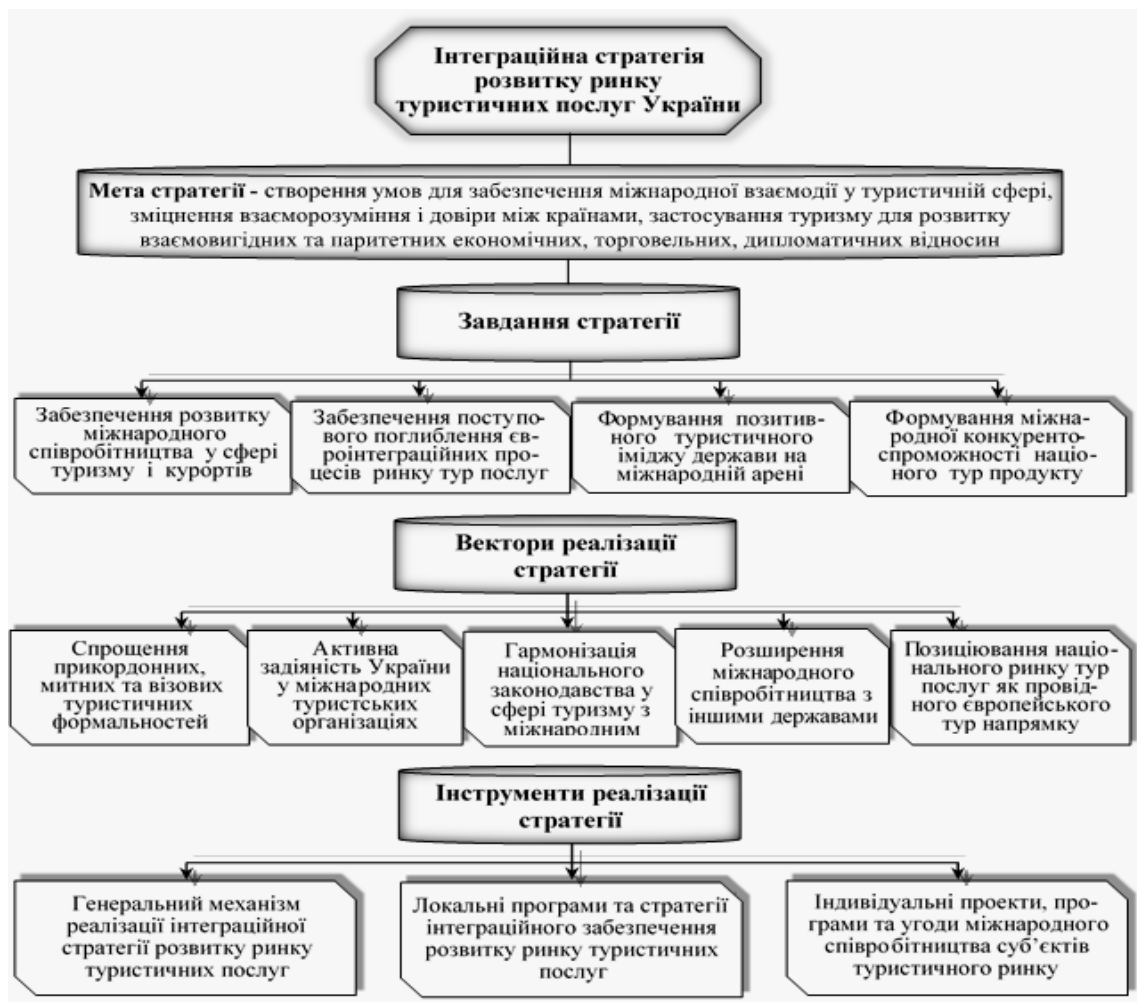 Інтеграційна стратегія
розвитку ринку
туристичних послуг України
Мета стратегії - створення умов для забезпечення міжнародної взаємодії у туристичній сфері,
зміцнення взаєморозуміння і довіри між країнами, застосування туризму для розвитку
взаємовигідних та паритетних економічних, торговельних, дипломатичних відносин
Завдання стратегії
Забезпечення розвитку
міжнародного
співробітництва у сфері
туризму і курортів
Забезпечення поступо-
вого поглиблення єв-
роінтеграційних про-
цесів ринку тур послуг
Формування позитив-
ного туристичного
іміджу держави на
міжнародній арені
Формування міжна-
родної конкуренто-
спроможності націо-
ного тур продукту
Вектори реалізації
стратегії
Спрощення
прикордонних,
митних та візових
туристичних
формальностей
Активна
задіяність України
у міжнародних
туристських
організаціях
Гармонізація
національного
законодавства у
сфері туризму з
міжнародним
Розширення
міжнародного
співробітництва з
іншими державами
Позиціювання націо-
нального ринку тур
послуг як провід-
ного європейського
тур напрямку
Інструменти реалізації
стратегії
Генеральний механізм
реалізації інтеграційної
стратегії розвитку ринку
туристичних послуг
Локальні програми та стратегії
інтеграційного забезпечення
розвитку ринку туристичних
послуг
Індивідуальні проекти, про-
грами та угоди міжнародного
співробітництва суб’єктів
туристичного ринку